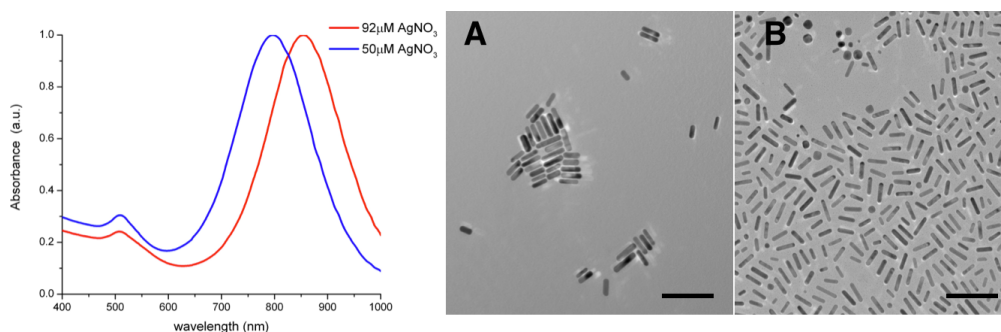 92μM AgNO₃
50μM AgNO₃
1.0
0.8
0.6
0.4
0.2
0.0
Absorbance (a.u.)
400 500 600 700 800 900 1000
wavelength (nm)
A
B